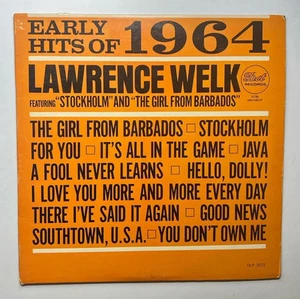 EARLY
HITS OF 1964
LAWRENCE WELK
FEATURING "STOCKHOLM" AND "THE GIRL FROM BARBADOS"
Dot
RECORDS
THE GIRL FROM BARBADOS □ STOCKHOLM
FOR YOU □ IT'S ALL IN THE GAME □ JAVA
A FOOL NEVER LEARNS □ HELLO, DOLLY!
I LOVE YOU MORE AND MORE EVERY DAY
THERE I'VE SAID IT AGAIN □ GOOD NEWS
SOUTHTOWN, U.S.A. □ YOU DON'T OWN ME